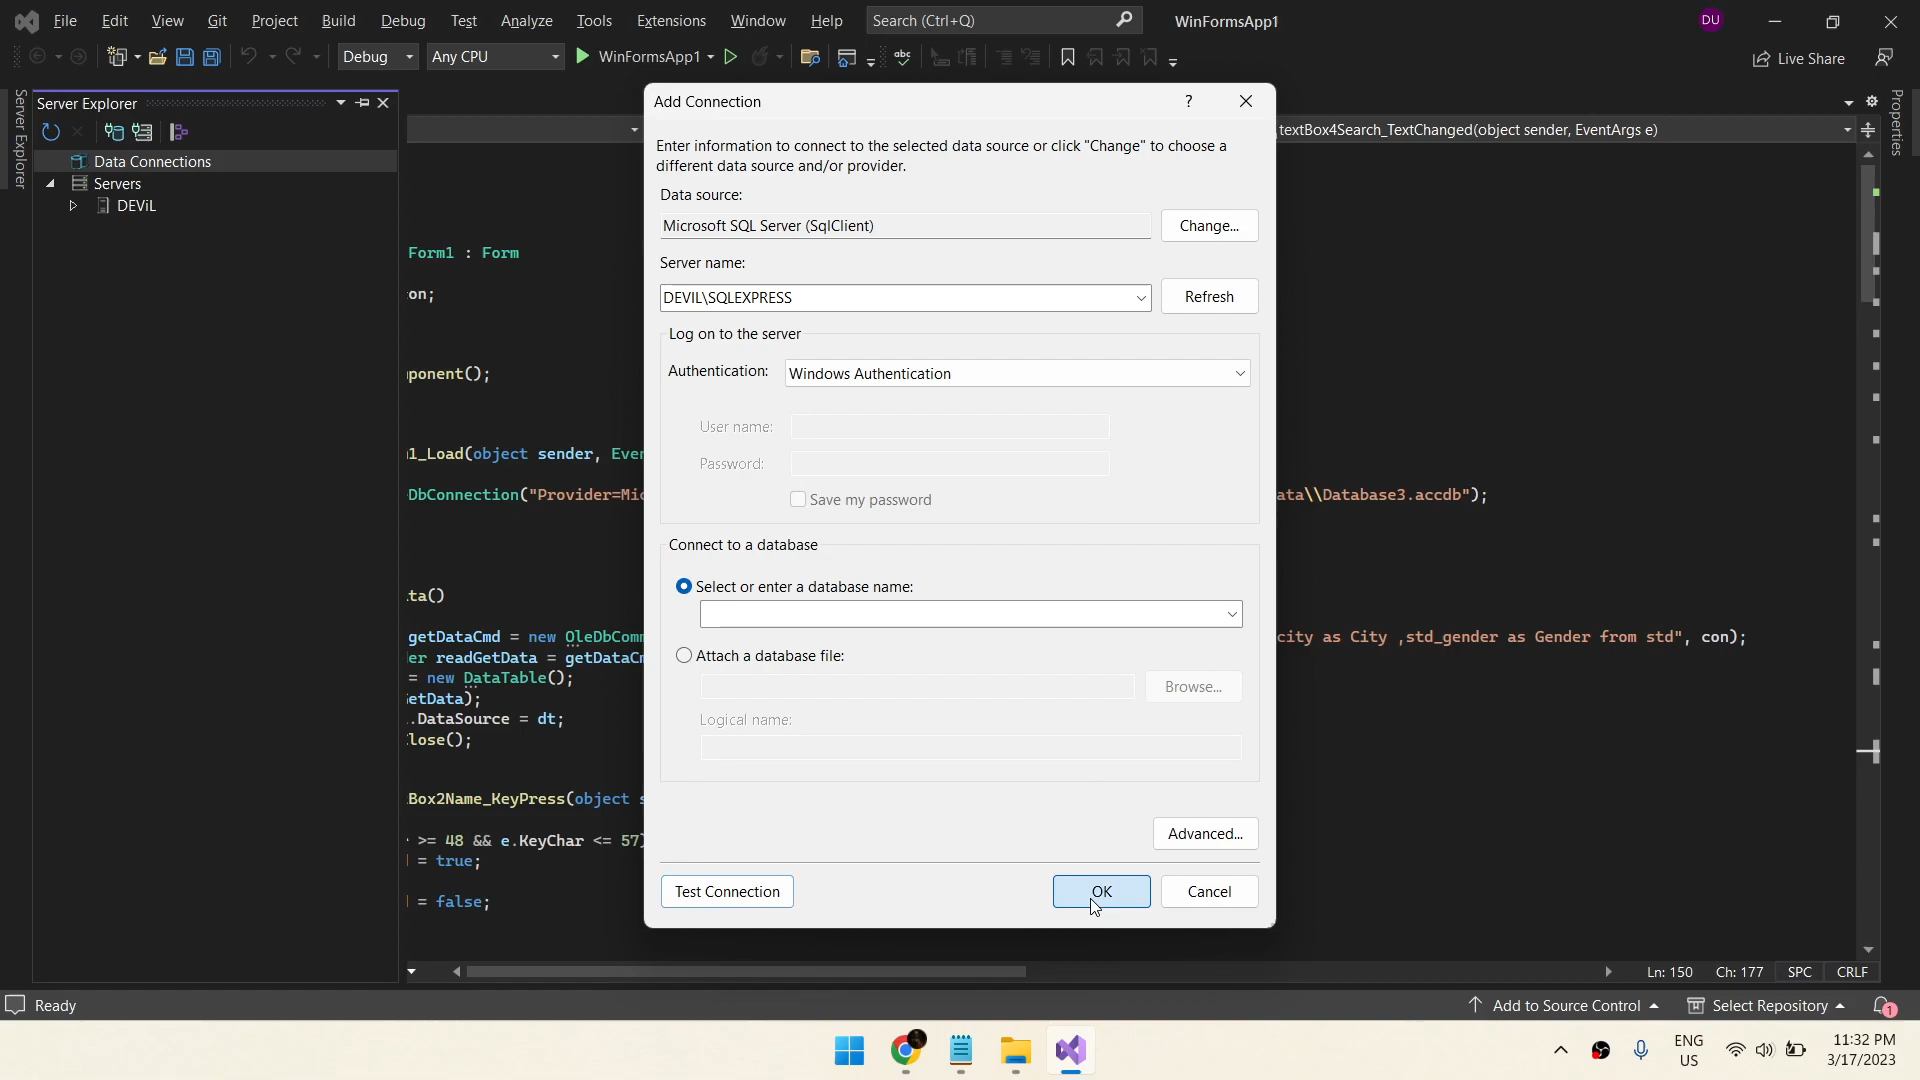 File Edit View Git Project Build Debug Test Analyze Tools Extensions Window Help Search (Ctrl+Q) WinFormsApp1 DU
Debug Any CPU WinFormsApp1 abc Live Share
Server Explorer
Server Explorer
Data Connections
Servers
DEViL
Properties
textBox4Search_TextChanged(object sender, EventArgs e)
Form1 : Form
on;
ponent();
1_Load(object sender, Even
DbConnection("Provider=Mic
ata\\Database3.accdb");
ta()
getDataCmd = new OleDbComm
city as City ,std_gender as Gender from std", con);
er readGetData = getDataCm
= new DataTable();
etData);
.DataSource = dt;
lose();
Box2Name_KeyPress(object s
>= 48 && e.KeyChar <= 57)
= true;
= false;
Add Connection ?
Enter information to connect to the selected data source or click "Change" to choose a
different data source and/or provider.
Data source:
Microsoft SQL Server (SqlClient) Change...
Server name:
DEVIL\SQLEXPRESS Refresh
Log on to the server
Authentication: Windows Authentication
User name:
Password:
Save my password
Connect to a database
Select or enter a database name:
Attach a database file:
Browse...
Logical name:
Advanced...
Test Connection OK Cancel
Ln: 150 Ch: 177 SPC CRLF
Ready Add to Source Control Select Repository 1
ENG
US
11:32 PM
3/17/2023